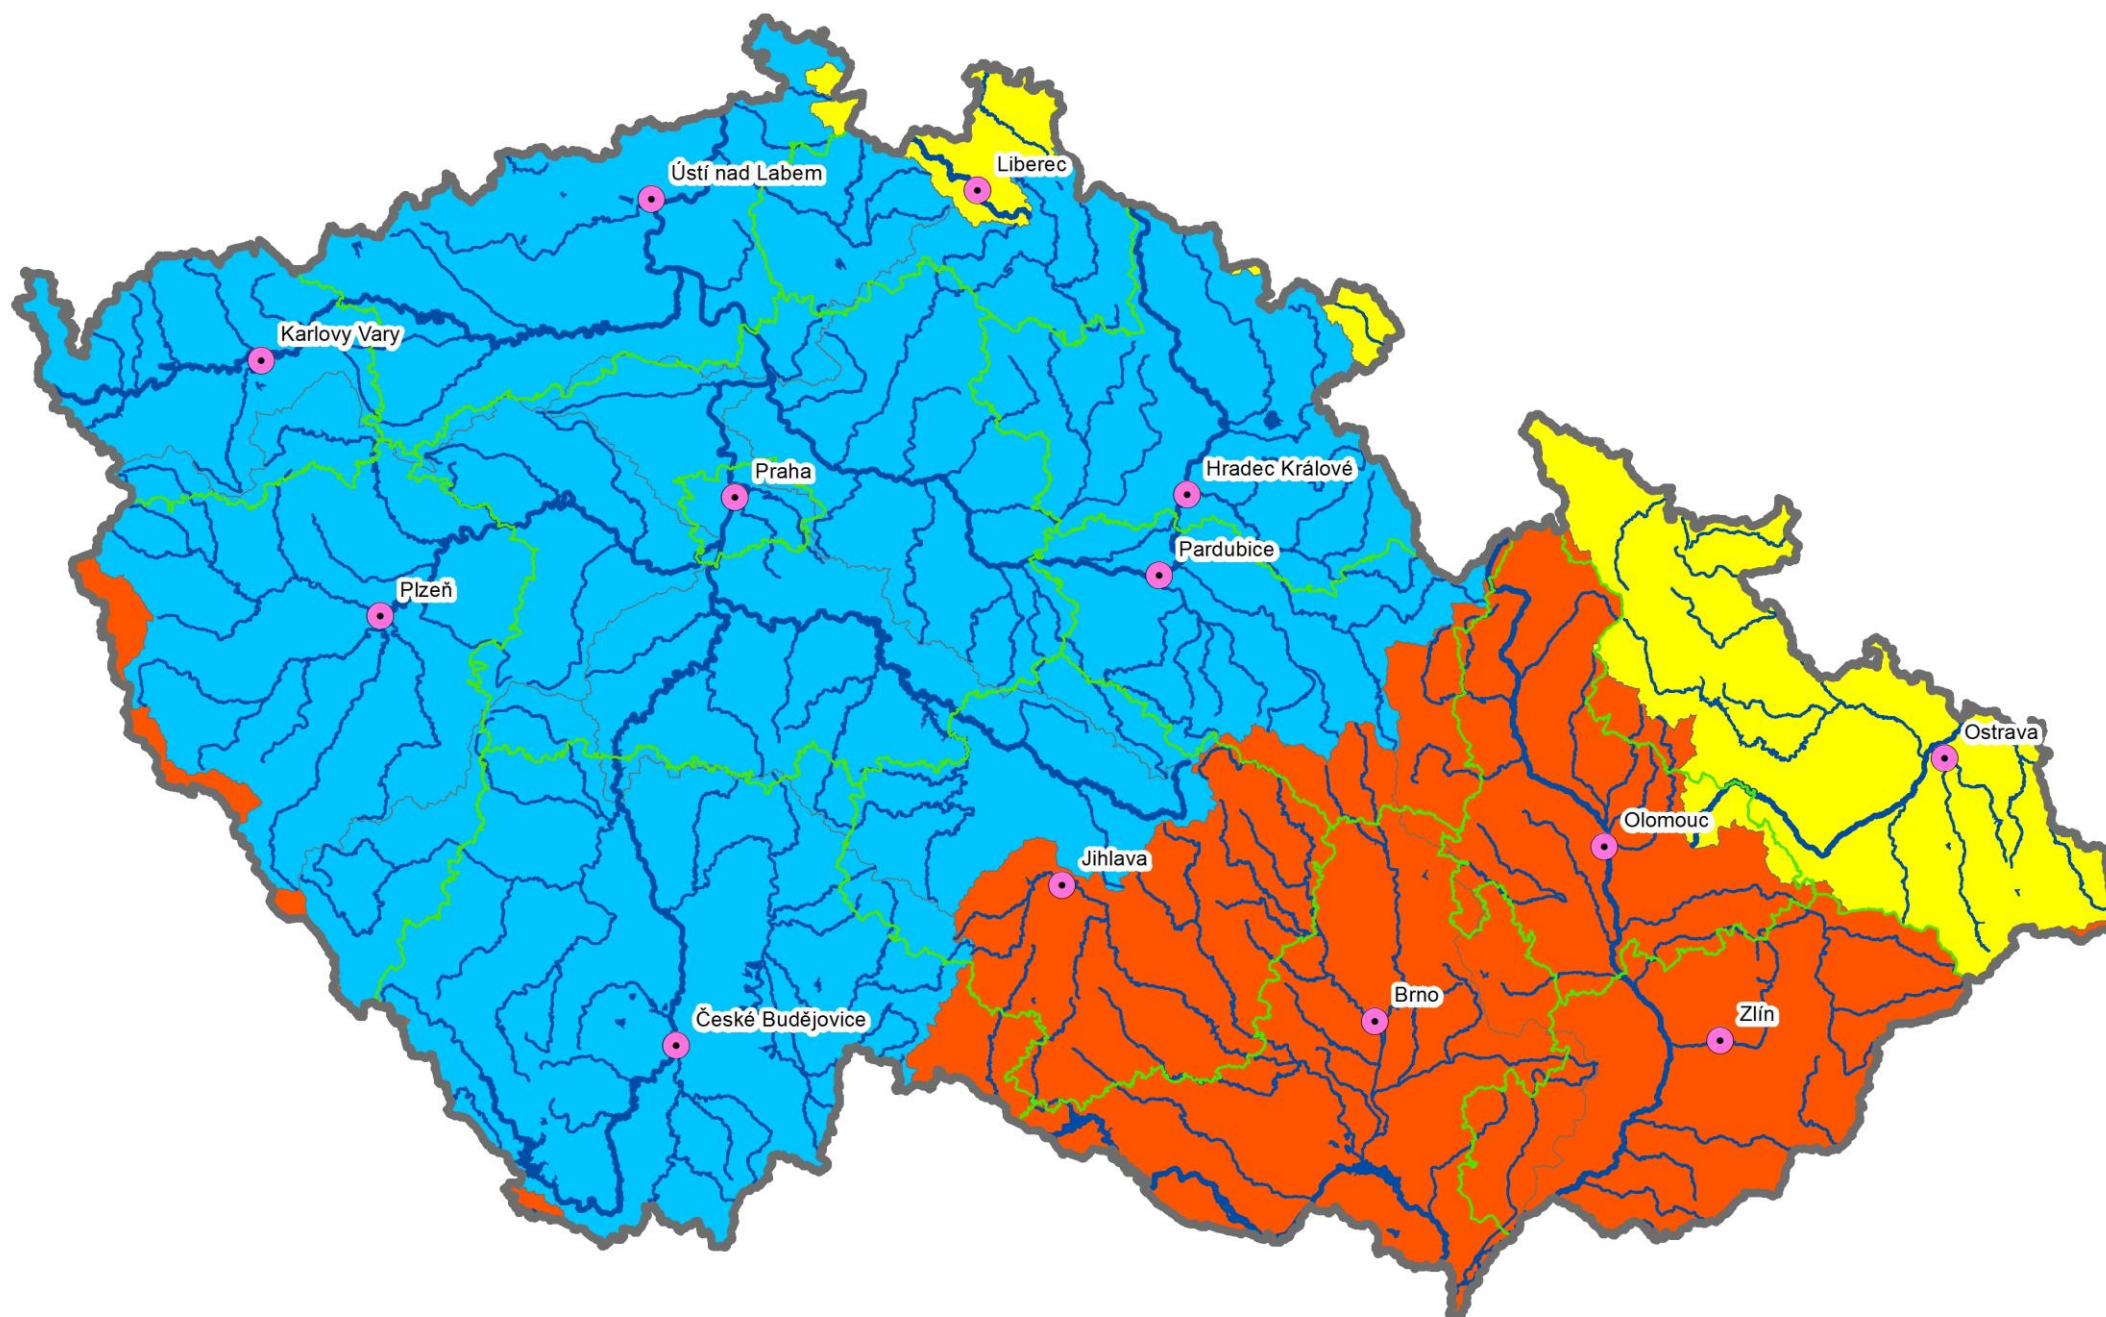 Ústí nad Labem
Liberec
Karlovy Vary
Praha
Hradec Králové
Pardubice
Plzeň
Ostrava
Olomouc
Jihlava
Brno
Zlín
České Budějovice